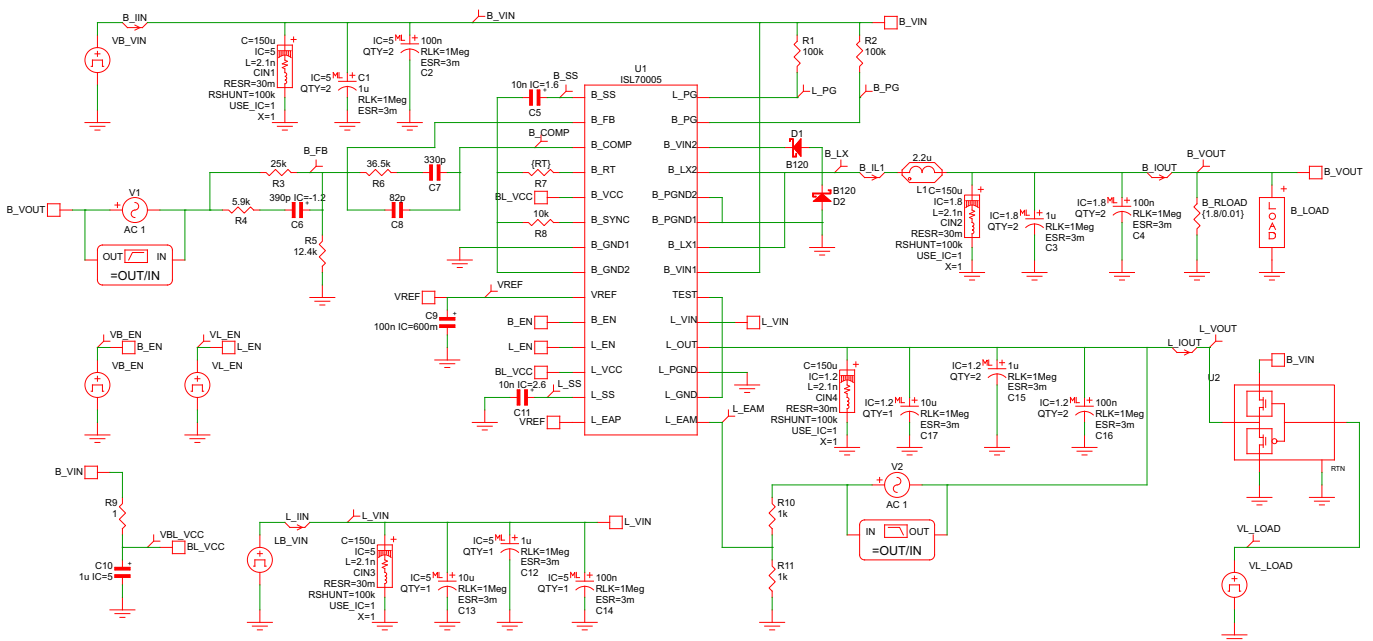 B_IIN
VB_VIN
B_VIN
B_VIN
C=150u
IC=5
L=2.1n
CIN1
RESR=30m
RSHUNT=100k
USE_IC=1
X=1
+
IC=5 ML +
QTY=2
C1
1u
RLK=1Meg
ESR=3m
IC=5 ML +
QTY=2
100n
RLK=1Meg
ESR=3m
C2
R1
100k
R2
100k
L_PG
B_PG
U1
ISL70005
B_SS
B_FB
B_COMP
B_RT
B_VCC
B_SYNC
B_GND1
B_GND2
VREF
B_EN
L_EN
L_VCC
L_SS
L_EAP
L_PG
B_PG
B_VIN2
B_LX2
B_PGND2
B_PGND1
B_LX1
B_VIN1
TEST
L_VIN
L_OUT
L_PGND
L_GND
L_EAM
B_SS
10n IC=1.6
C5
B_COMP
{RT}
R7
BL_VCC
10k
R8
B_FB
25k
R3
36.5k
R6
330p
C7
82p
C8
5.9k
R4
390p IC=-1.2
C6
R5
12.4k
B_VOUT
V1
+
AC 1
OUT IN
=OUT/IN
VREF
VREF
C9
100n IC=600m
B_EN
L_EN
BL_VCC
10n IC=2.6
L_SS
C11
VREF
D1
B120
B120
D2
B_LX
B_IL1
2.2u
L1
C=150u
IC=1.8
L=2.1n
CIN2
RESR=30m
RSHUNT=100k
USE_IC=1
X=1
+
IC=1.8 ML +
QTY=2
1u
RLK=1Meg
ESR=3m
C3
IC=1.8 ML +
QTY=2
100n
RLK=1Meg
ESR=3m
C4
B_IOUT
B_VOUT
B_VOUT
B_RLOAD
{1.8/0.01}
+
LOAD
B_LOAD
VB_EN
B_EN
VB_EN
VL_EN
L_EN
VL_EN
L_VIN
L_EAM
C=150u
IC=1.2
L=2.1n
CIN4
RESR=30m
RSHUNT=100k
USE_IC=1
X=1
+
IC=1.2 ML +
QTY=1
10u
RLK=1Meg
ESR=3m
C17
IC=1.2 ML +
QTY=2
1u
RLK=1Meg
ESR=3m
C15
IC=1.2 ML +
QTY=2
100n
RLK=1Meg
ESR=3m
C16
L_IOUT
L_VOUT
B_VIN
U2
RTN
V2
+
AC 1
IN OUT
=OUT/IN
R10
1k
R11
1k
VL_LOAD
VL_LOAD
B_VIN
R9
1
VBL_VCC
BL_VCC
C10
1u IC=5
+
L_IIN
LB_VIN
L_VIN
L_VIN
C=150u
IC=5
L=2.1n
CIN3
RESR=30m
RSHUNT=100k
USE_IC=1
X=1
+
IC=5 ML +
QTY=1
10u
RLK=1Meg
ESR=3m
C13
IC=5 ML +
QTY=1
1u
RLK=1Meg
ESR=3m
C12
IC=5 ML +
QTY=1
100n
RLK=1Meg
ESR=3m
C14